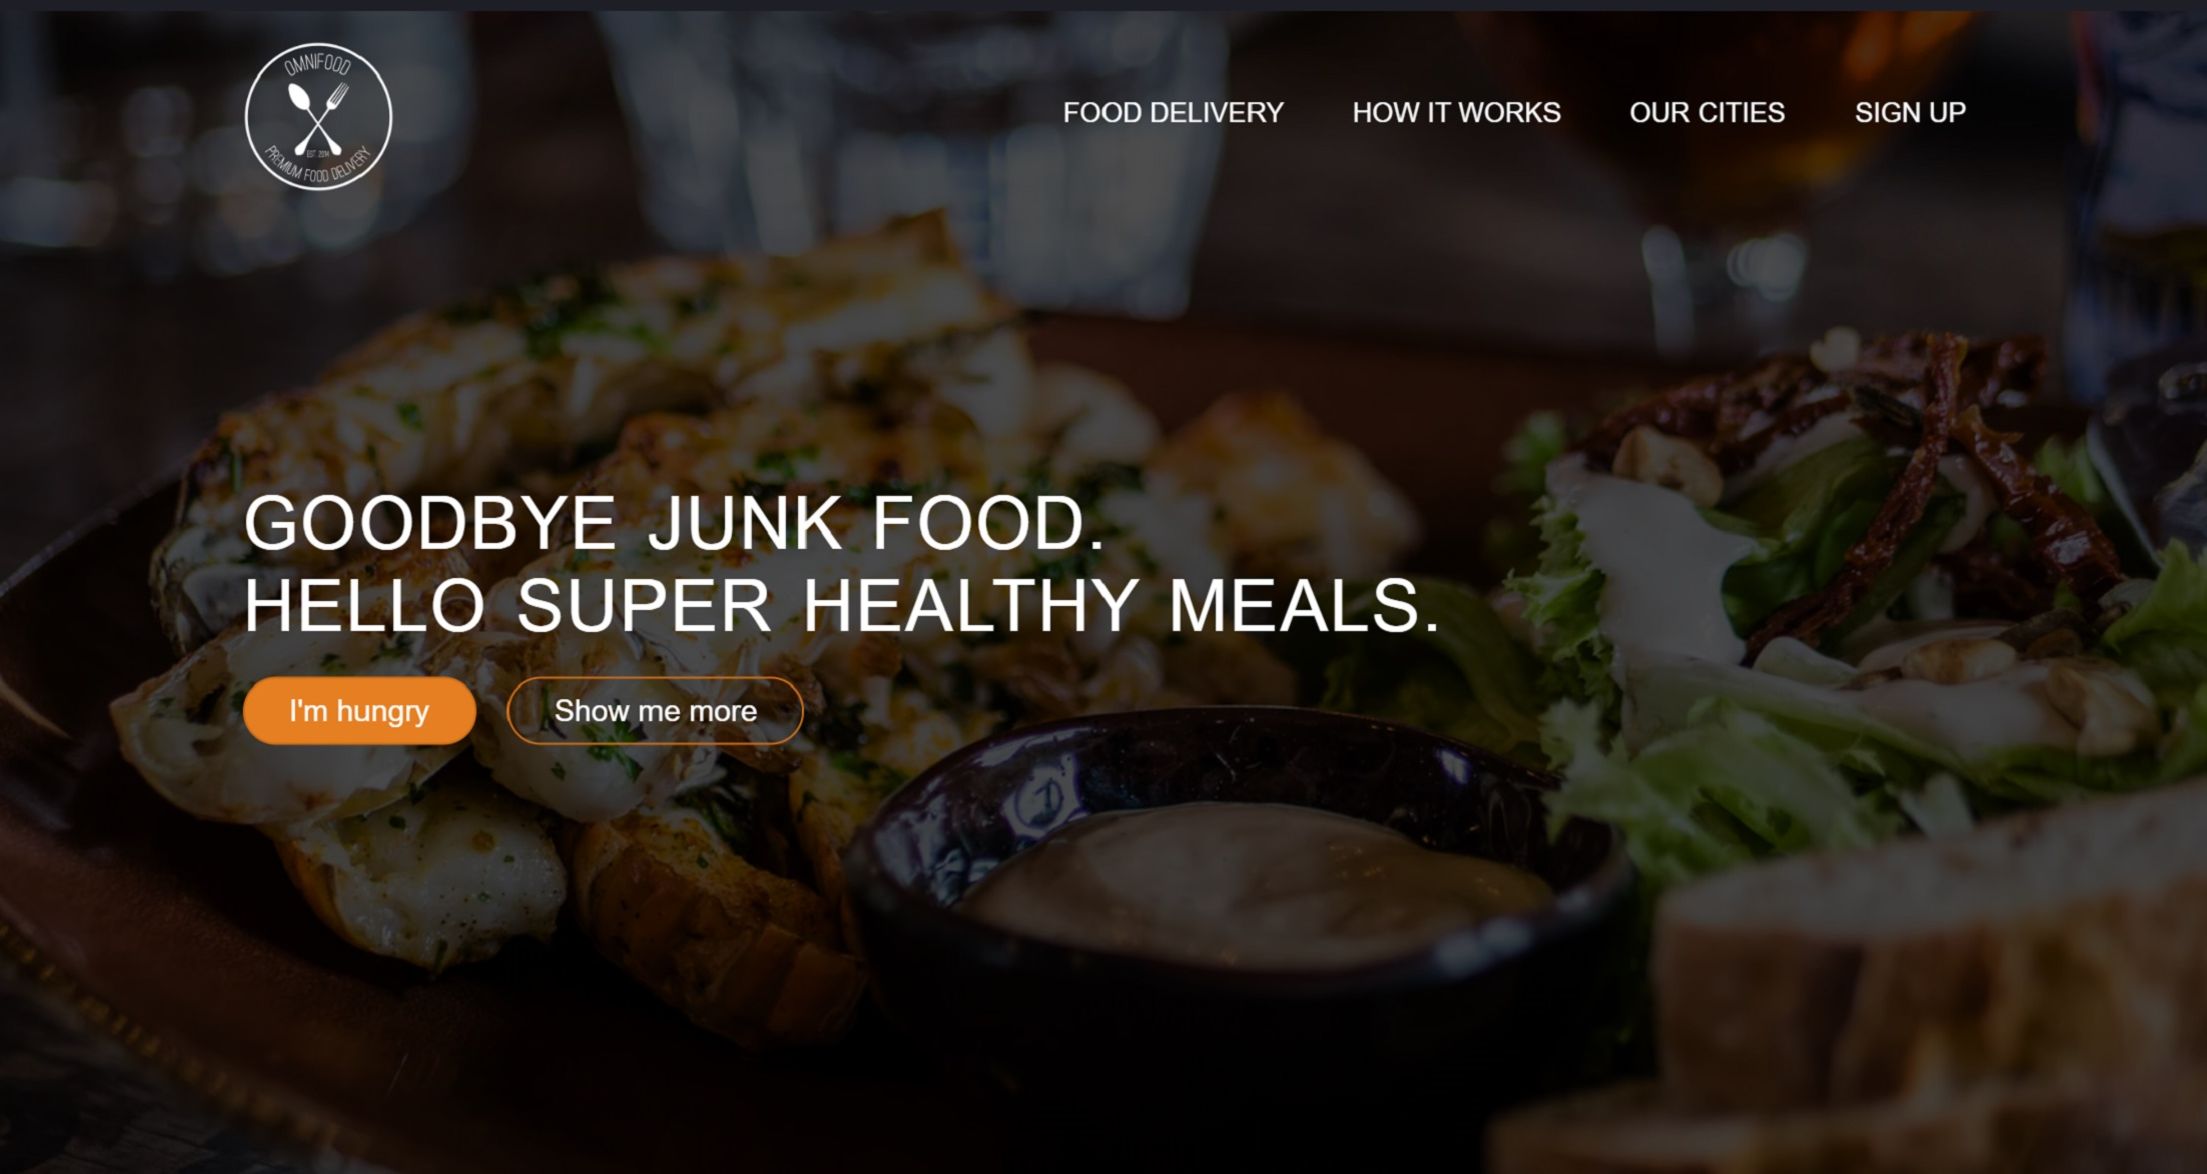 OMNIFOOD
EST. 2014
PREMIUM FOOD DELIVERY
FOOD DELIVERY HOW IT WORKS OUR CITIES SIGN UP
GOODBYE JUNK FOOD.
HELLO SUPER HEALTHY MEALS.
I'm hungry Show me more